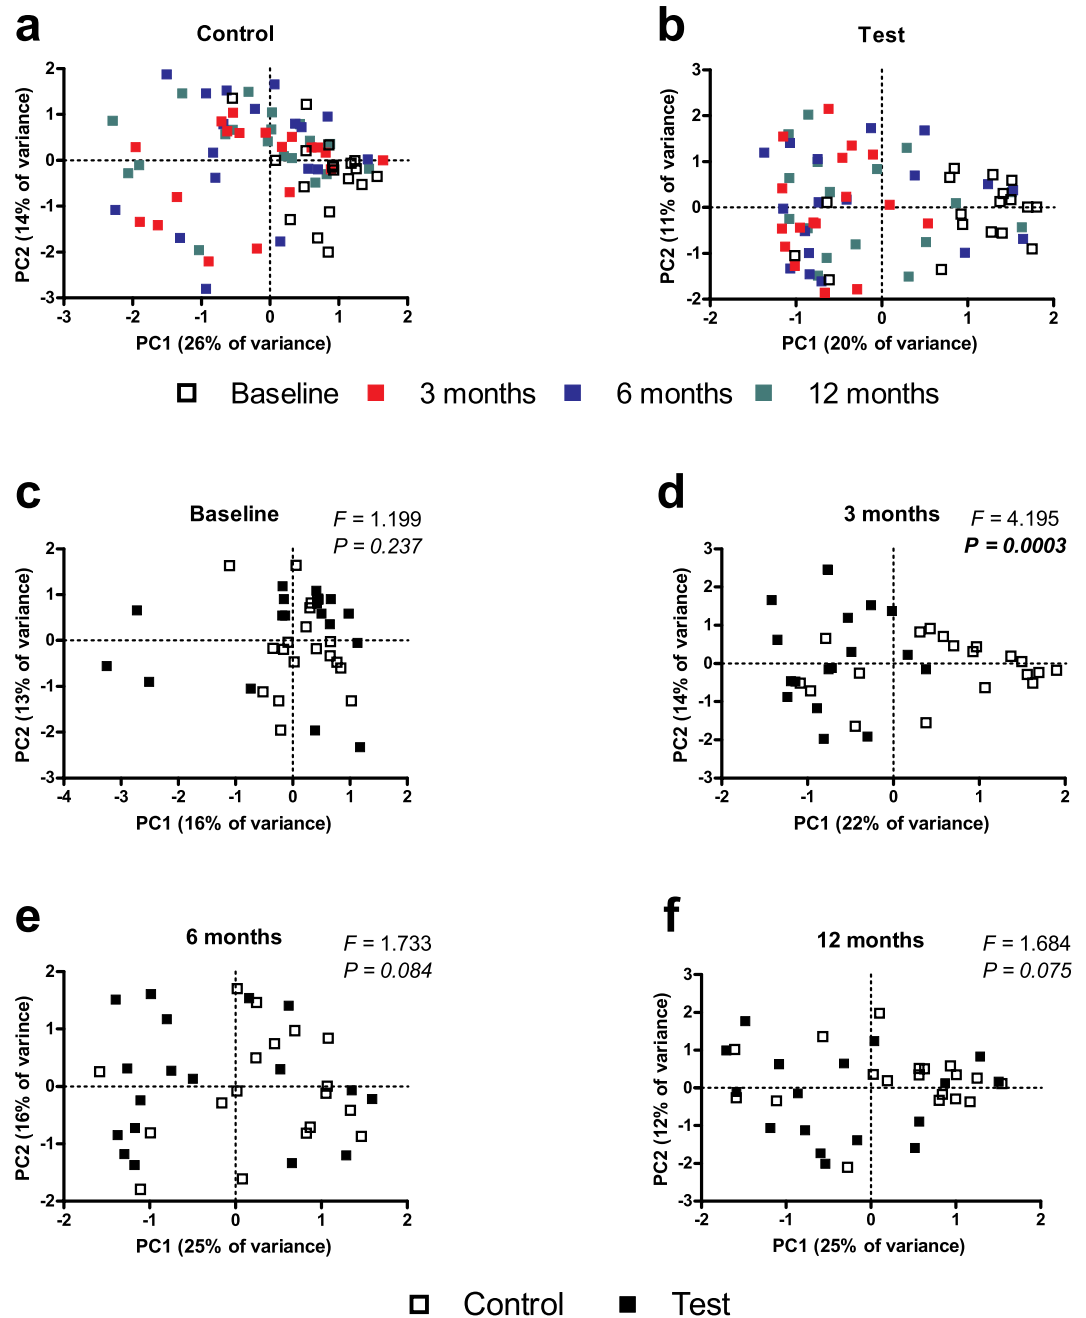 a
Control
2
1
0
-1
-2
-3
-3
-2
-1
0
1
2
PC2 (14% of variance)
PC1 (26% of variance)
b
Test
3
2
1
0
-1
-2
-2
-1
0
1
2
PC2 (11% of variance)
PC1 (20% of variance)
Baseline 3 months 6 months 12 months
c
Baseline
F = 1.199
P = 0.237
2
1
0
-1
-2
-3
-4
-3
-2
-1
0
1
2
PC2 (13% of variance)
PC1 (16% of variance)
d
3 months
F = 4.195
P = 0.0003
3
2
1
0
-1
-2
-3
-2
-1
0
1
2
PC2 (14% of variance)
PC1 (22% of variance)
e
6 months
F = 1.733
P = 0.084
2
1
0
-1
-2
-2
-1
0
1
2
PC2 (16% of varince)
PC1 (25% of variance)
f
12 months
F = 1.684
P = 0.075
3
2
1
0
-1
-2
-3
-2
-1
0
1
2
PC2 (12% of variance)
PC1 (25% of variance)
Control Test